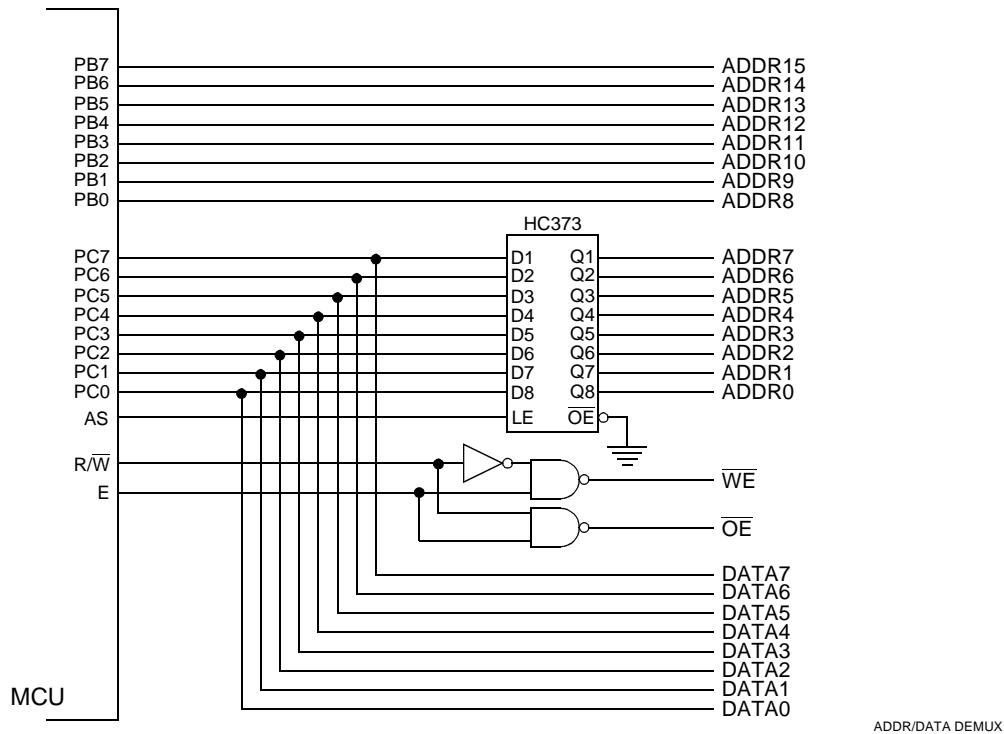 PB7 ADDR15
PB6 ADDR14
PB5 ADDR13
PB4 ADDR12
PB3 ADDR11
PB2 ADDR10
PB1 ADDR9
PB0 ADDR8
HC373
PC7 D1 Q1 ADDR7
PC6 D2 Q2 ADDR6
PC5 D3 Q3 ADDR5
PC4 D4 Q4 ADDR4
PC3 D5 Q5 ADDR3
PC2 D6 Q6 ADDR2
PC1 D7 Q7 ADDR1
PC0 D8 Q8 ADDR0
AS LE O̅E̅
R/W̅
E W̅E̅
O̅E̅
DATA7
DATA6
DATA5
DATA4
DATA3
DATA2
DATA1
DATA0
MCU
ADDR/DATA DEMUX